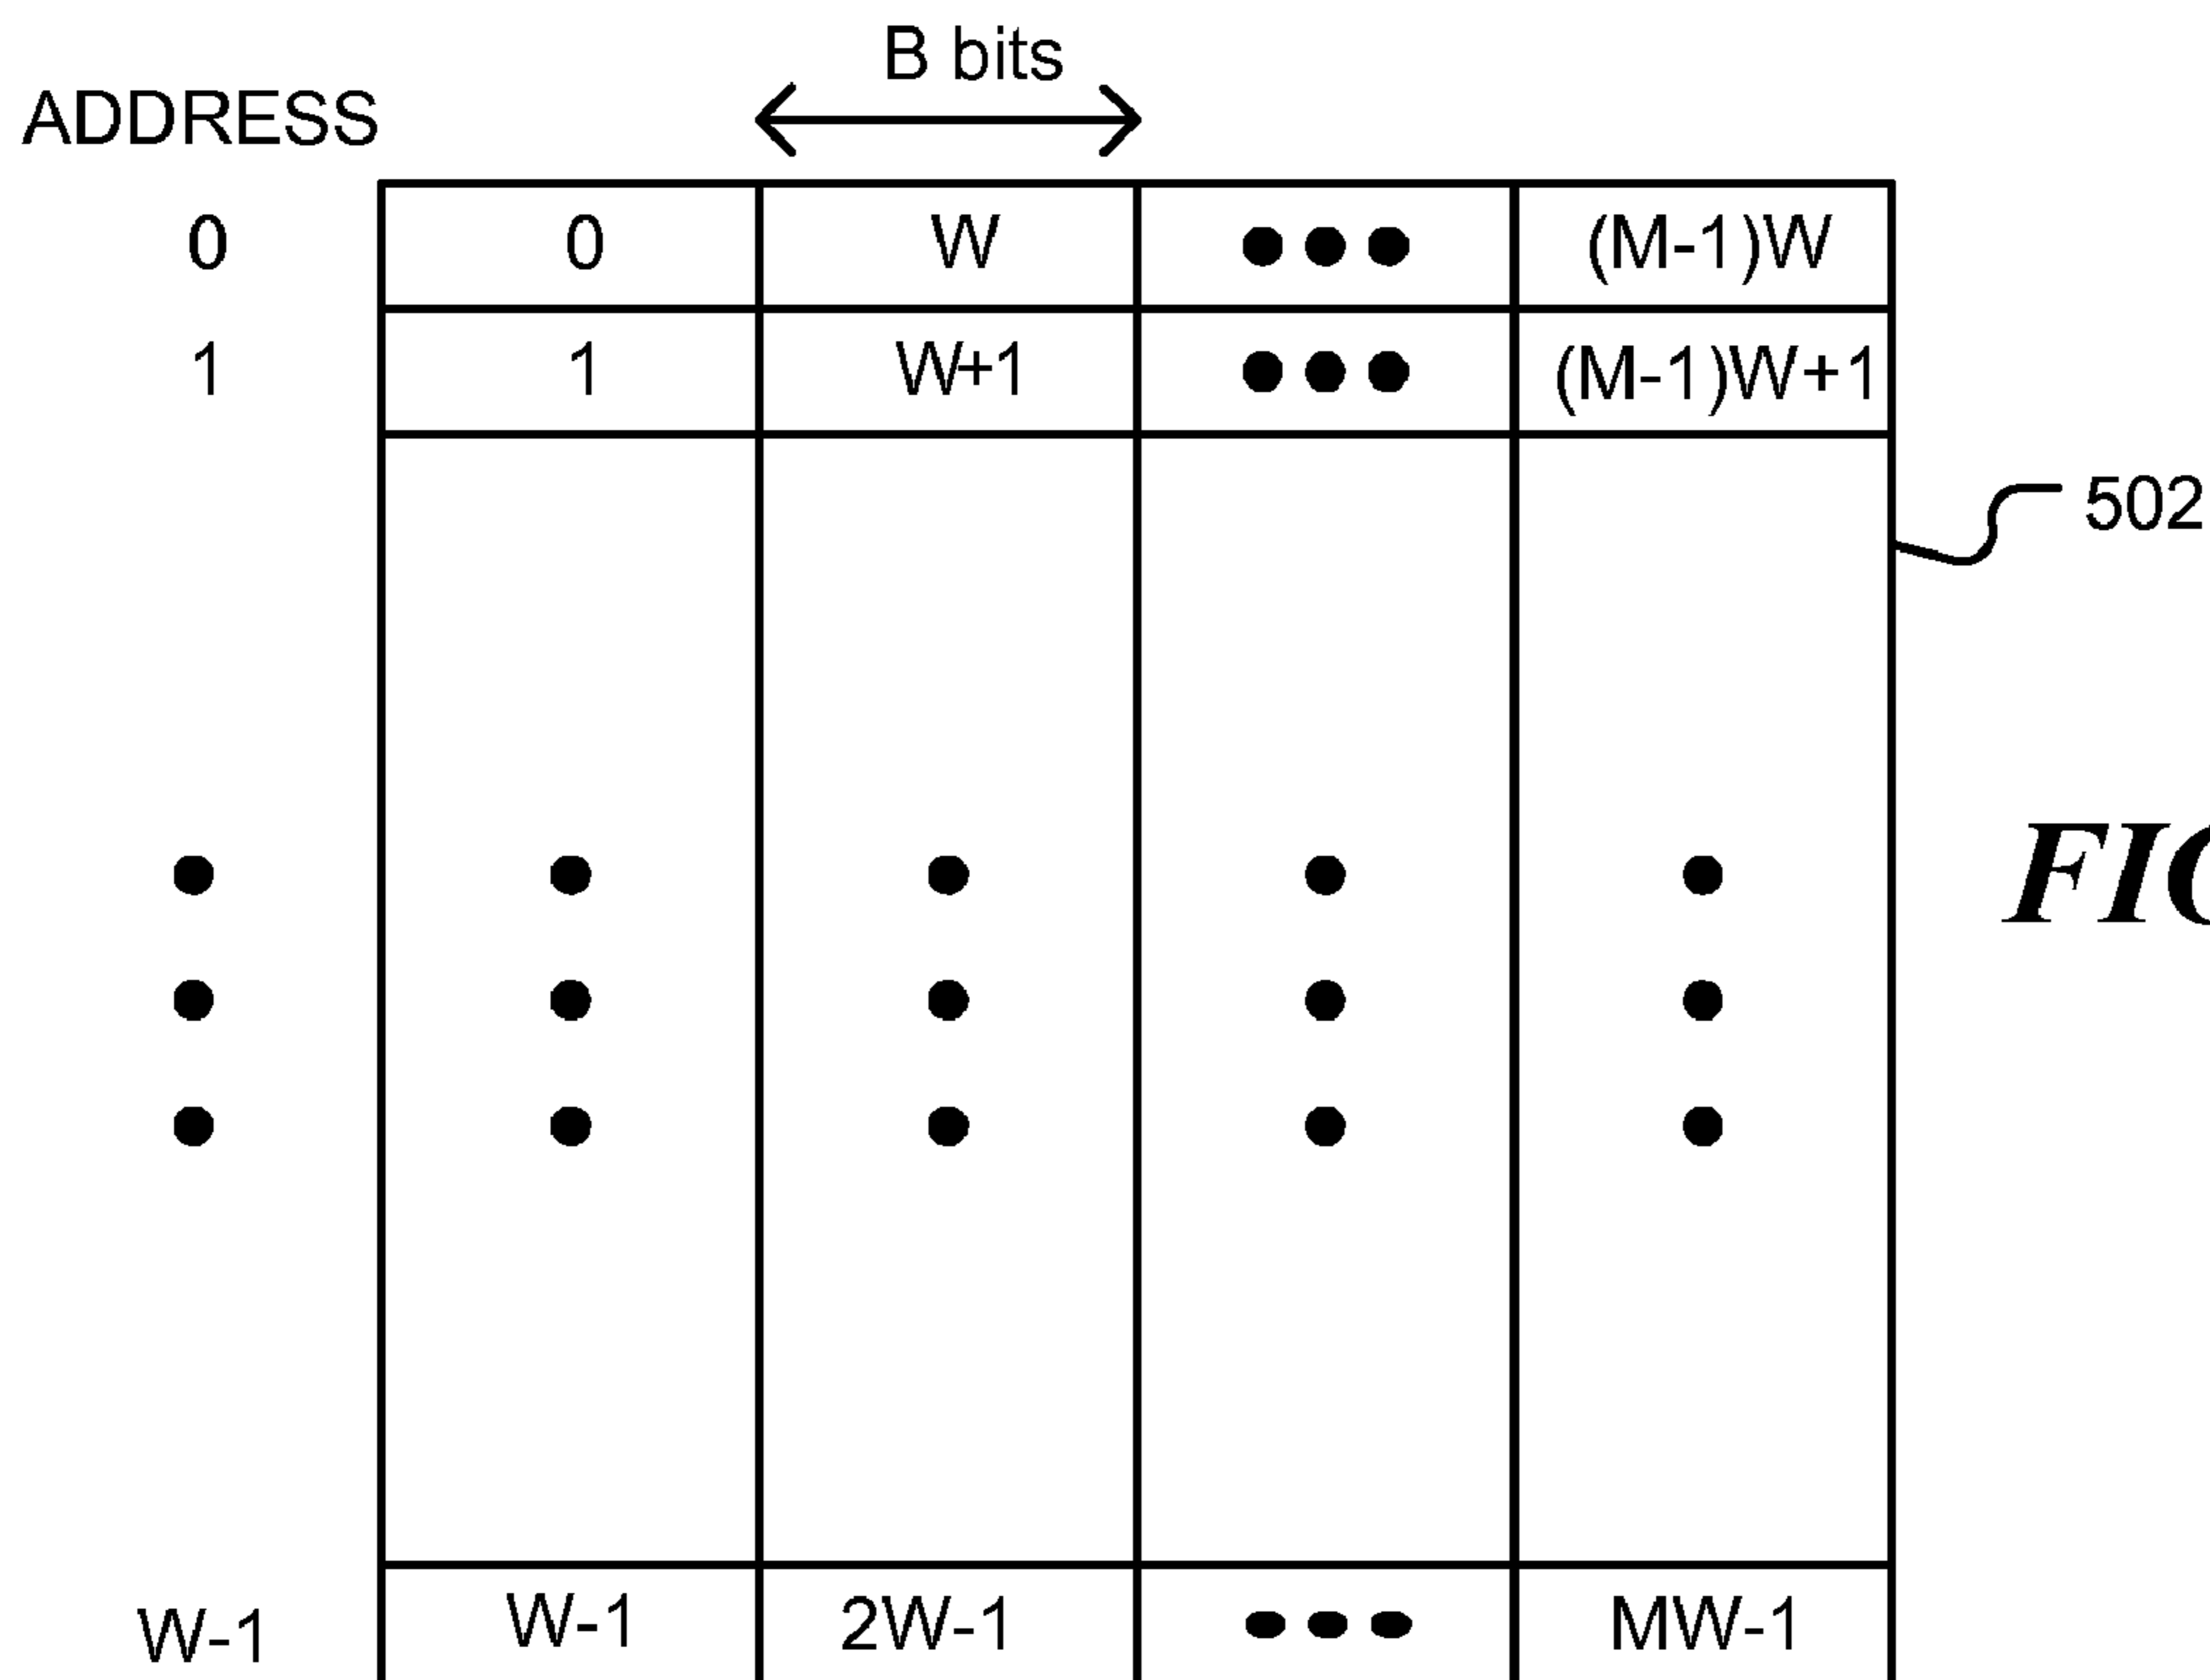 B bits
ADDRESS
0 0 W ●●● (M-1)W
1 1 W+1 ●●● (M-1)W+1
502
W-1 W-1 2W-1 ●●● MW-1